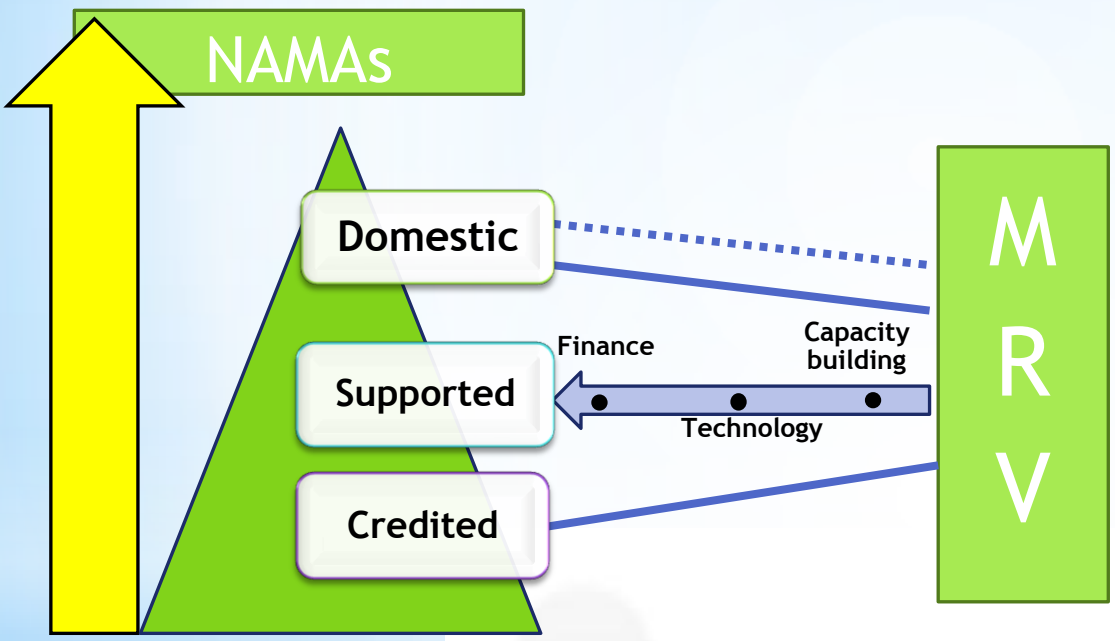 NAMAs
Domestic
Supported
Credited
Finance
Capacity
building
Technology
M
R
V